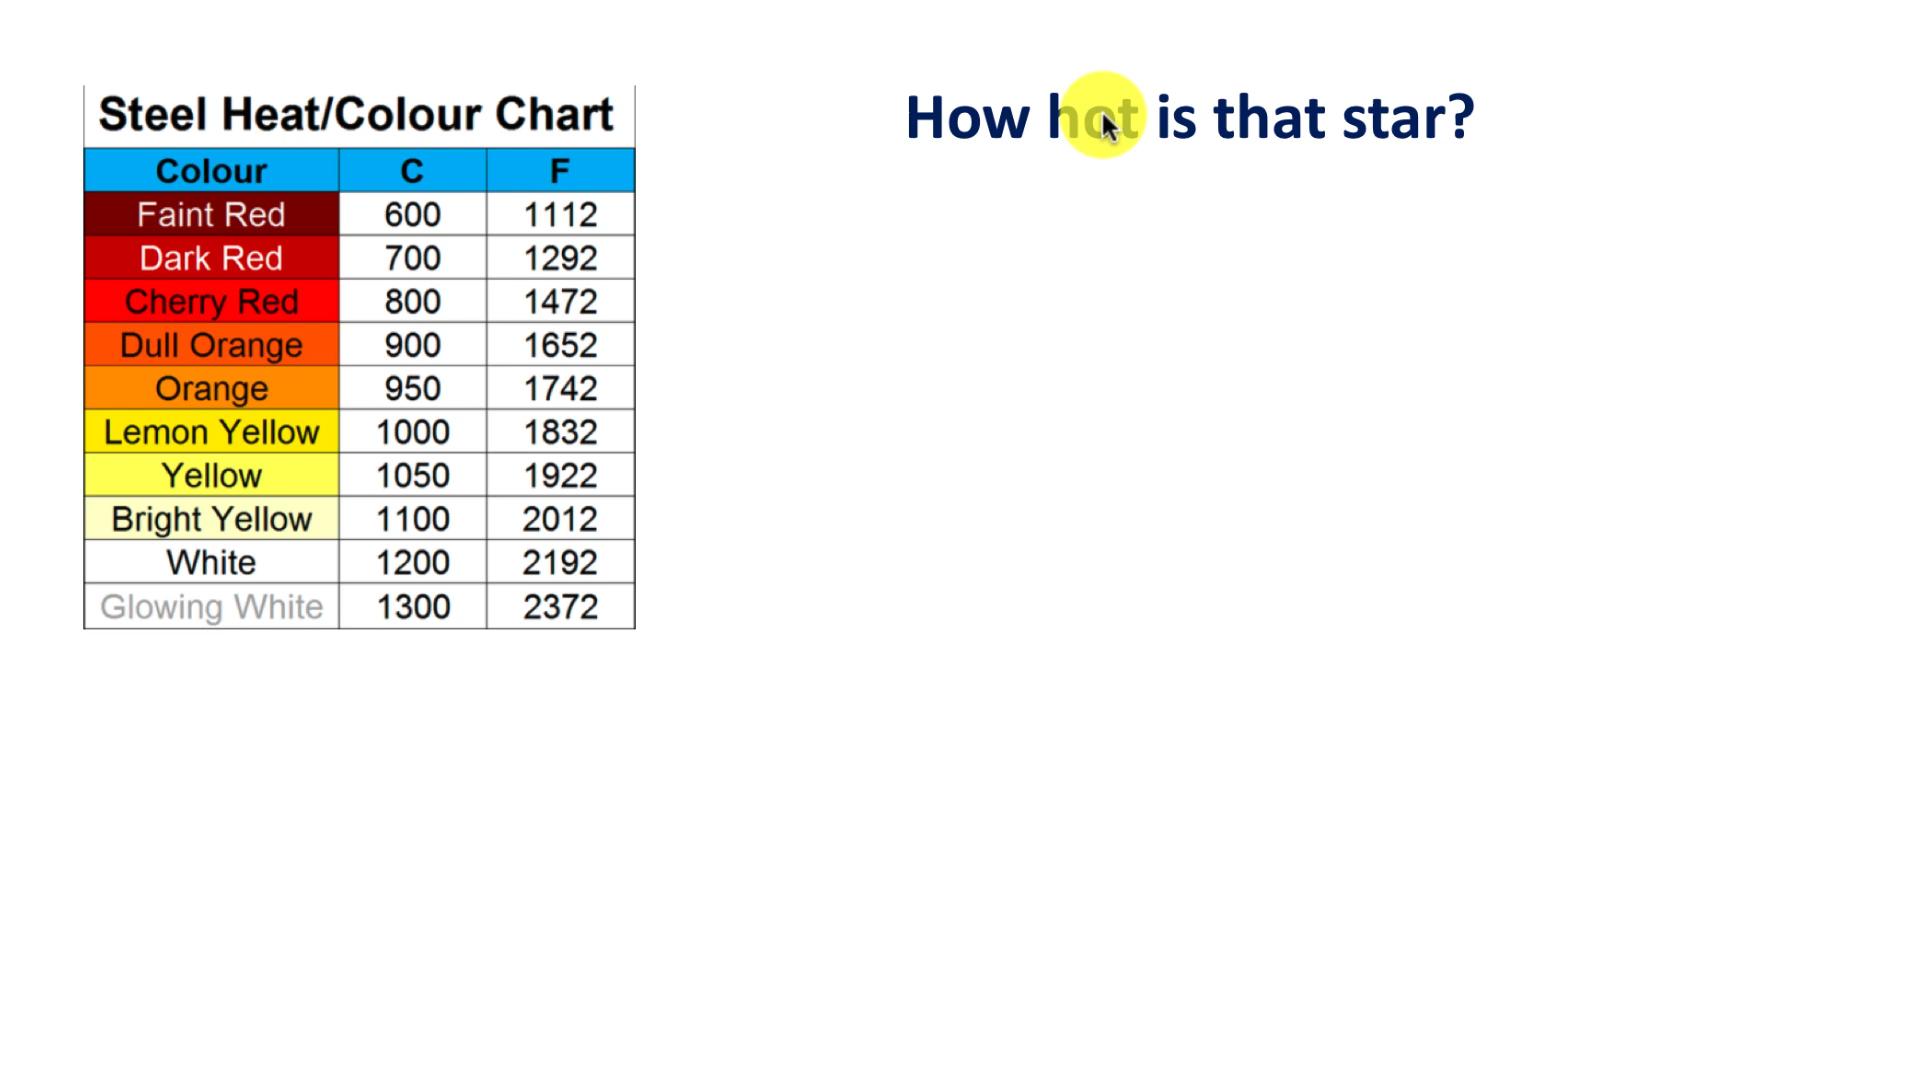 Steel Heat/Colour Chart
Colour C F
Faint Red 600 1112
Dark Red 700 1292
Cherry Red 800 1472
Dull Orange 900 1652
Orange 950 1742
Lemon Yellow 1000 1832
Yellow 1050 1922
Bright Yellow 1100 2012
White 1200 2192
Glowing White 1300 2372
How hot is that star?